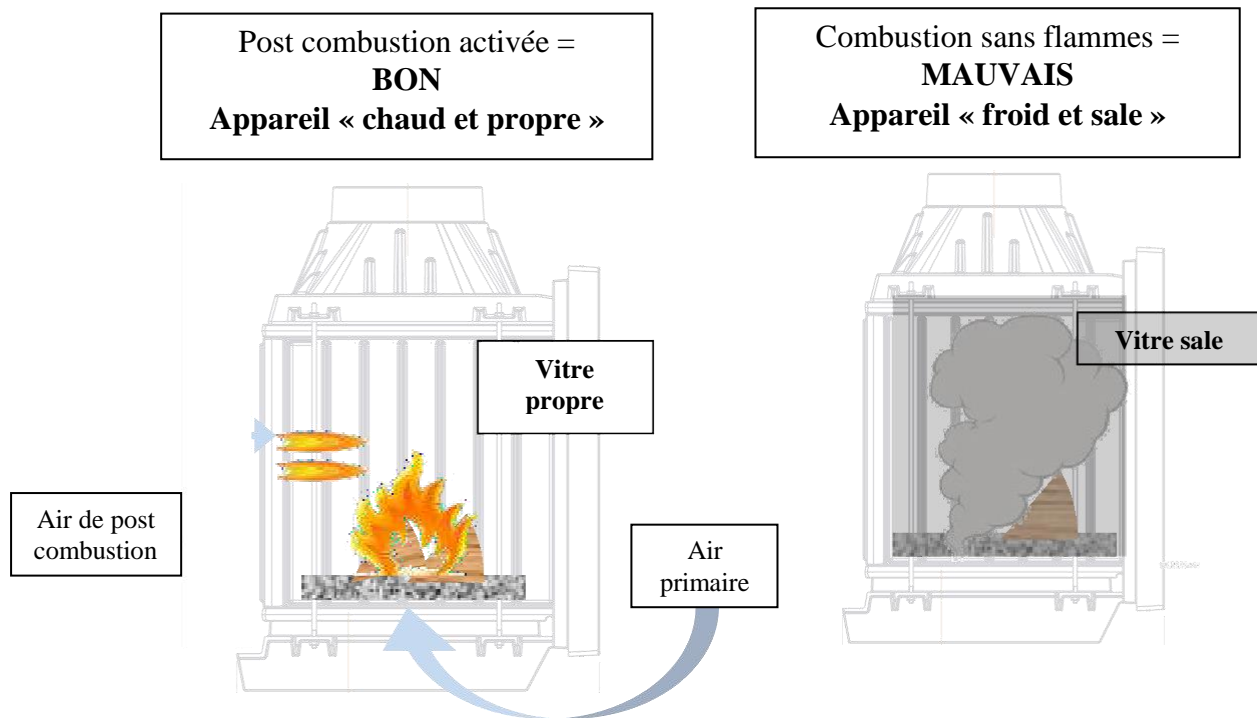 Post combustion activée =
BON
Appareil « chaud et propre »
Combustion sans flammes =
MAUVAIS
Appareil « froid et sale »
Vitre
propre
Vitre sale
Air de post
combustion
Air
primaire